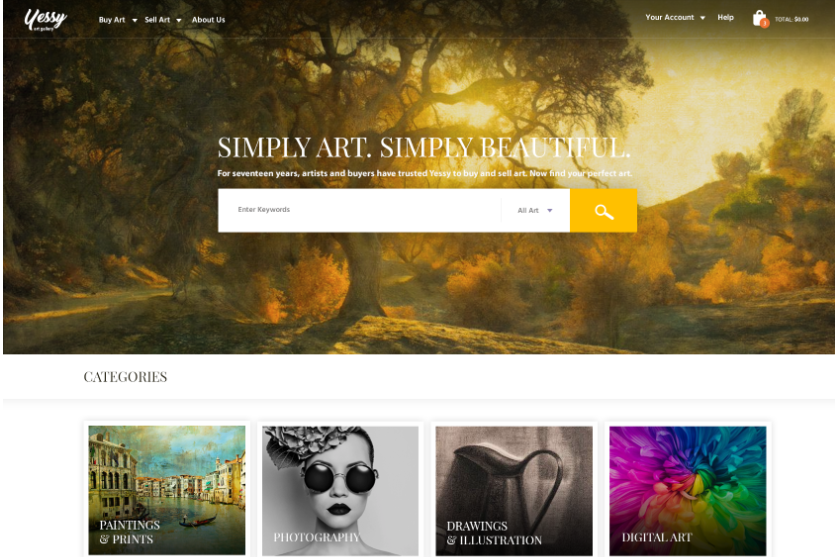 Yessy
art gallery
Buy Art
Sell Art
About Us
Your Account
Help
TOTAL: $0.00
SIMPLY ART. SIMPLY BEAUTIFUL.
For seventeen years, artists and buyers have trusted Yessy to buy and sell art. Now find your perfect art.
Enter Keywords
All Art
CATEGORIES
PAINTINGS
& PRINTS
PHOTOGRAPHY
DRAWINGS
& ILLUSTRATION
DIGITAL ART